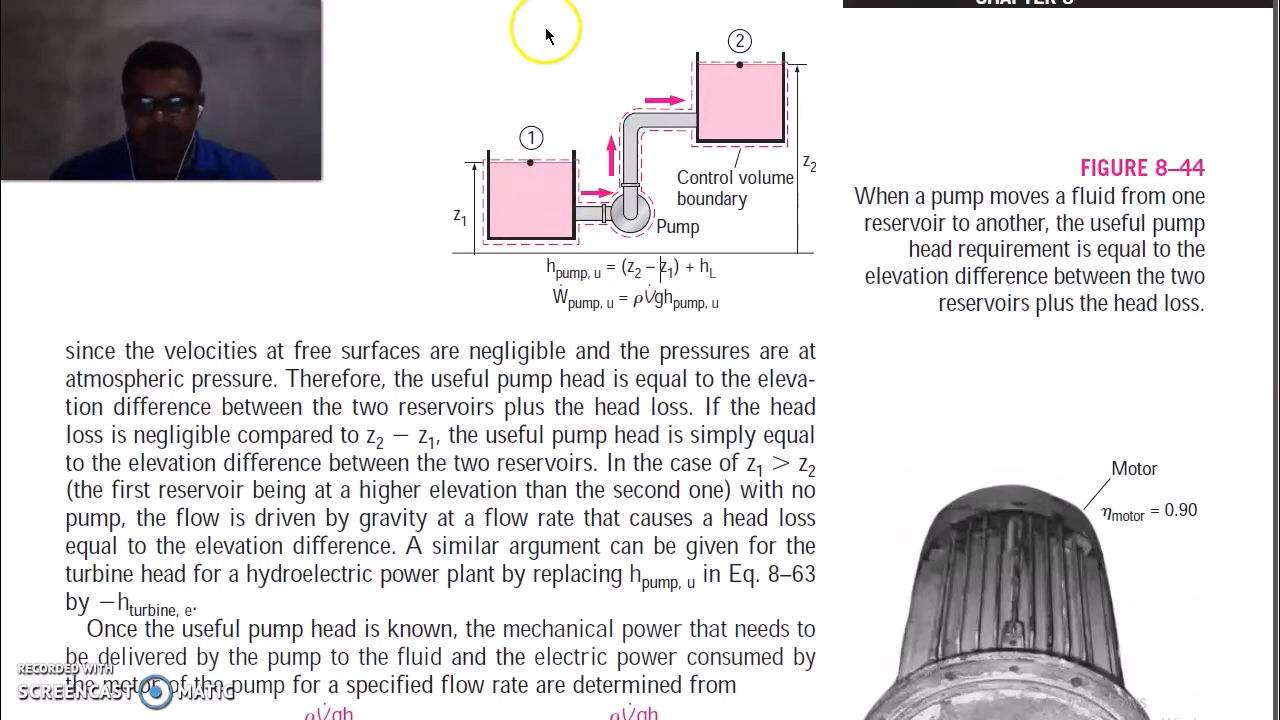 CHAPTER 8
2
1
z2
Control volume
boundary
z1
Pump
hpump, u = (z2 − z1) + hL
Ẇpump, u = ρV̇ghpump, u
FIGURE 8–44
When a pump moves a fluid from one
reservoir to another, the useful pump
head requirement is equal to the
elevation difference between the two
reservoirs plus the head loss.
since the velocities at free surfaces are negligible and the pressures are at
atmospheric pressure. Therefore, the useful pump head is equal to the eleva-
tion difference between the two reservoirs plus the head loss. If the head
loss is negligible compared to z2 − z1, the useful pump head is simply equal
to the elevation difference between the two reservoirs. In the case of z1 > z2
(the first reservoir being at a higher elevation than the second one) with no
pump, the flow is driven by gravity at a flow rate that causes a head loss
equal to the elevation difference. A similar argument can be given for the
turbine head for a hydroelectric power plant by replacing hpump, u in Eq. 8–63
by −hturbine, e.
Once the useful pump head is known, the mechanical power that needs to
be delivered by the pump to the fluid and the electric power consumed by
the motor of the pump for a specified flow rate are determined from
ρV̇gh ρV̇gh
Motor
ηmotor = 0.90
RECORDED WITH
SCREENCAST MATIC